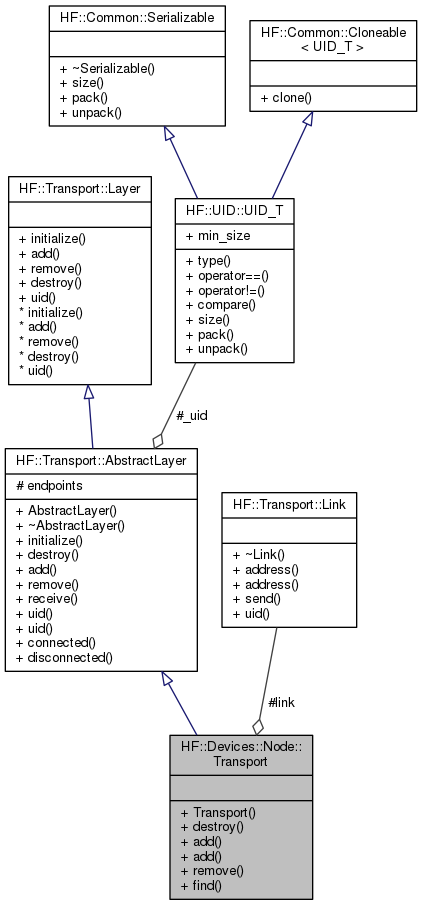 HF::Common::Serializable
+ ~Serializable()
+ size()
+ pack()
+ unpack()
HF::Common::Cloneable
< UID_T >
+ clone()
HF::Transport::Layer
+ initialize()
+ add()
+ remove()
+ destroy()
+ uid()
* initialize()
* add()
* remove()
* destroy()
* uid()
HF::UID::UID_T
+ min_size
+ type()
+ operator==()
+ operator!=()
+ compare()
+ size()
+ pack()
+ unpack()
#_uid
HF::Transport::AbstractLayer
# endpoints
+ AbstractLayer()
+ ~AbstractLayer()
+ initialize()
+ destroy()
+ add()
+ remove()
+ receive()
+ uid()
+ uid()
+ connected()
+ disconnected()
HF::Transport::Link
+ ~Link()
+ address()
+ address()
+ send()
+ uid()
#link
HF::Devices::Node::
Transport
+ Transport()
+ destroy()
+ add()
+ add()
+ remove()
+ find()